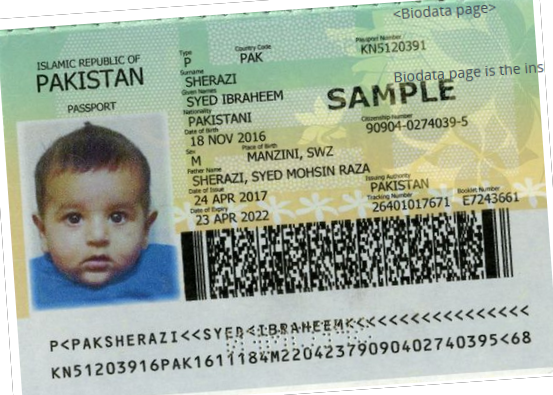 <Biodata page>
Biodata page is the ins
ISLAMIC REPUBLIC OF
PAKISTAN
PASSPORT
Type
P
Country Code
PAK
Passport Number
KN5120391
Surname
SHERAZI
Given Names
SYED IBRAHEEM
SAMPLE
Nationality
PAKISTANI
Citizenship Number
90904-0274039-5
Date of Birth
18 NOV 2016
Sex
M
Place of Birth
MANZINI, SWZ
Father Name
SHERAZI, SYED MOHSIN RAZA
Date of Issue
24 APR 2017
Issuing Authority
PAKISTAN
Date of Expiry
23 APR 2022
Tracking Number
26401017671
Booklet Number
E7243661
P<PAKSHERAZI<<SYED<IBRAHEEMK<<<<<<<<<<<<<<<<
KN51203916PAK1611184M22042379090402740395<68